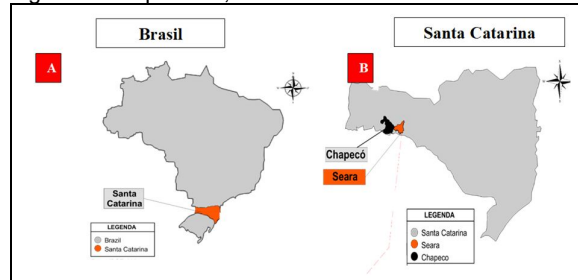 Brasil
A
Santa
Catarina
LEGENDA
Brazil
Santa Catarina
Santa Catarina
B
Chapecó
Seara
LEGENDA
Santa Catarina
Seara
Chapeco